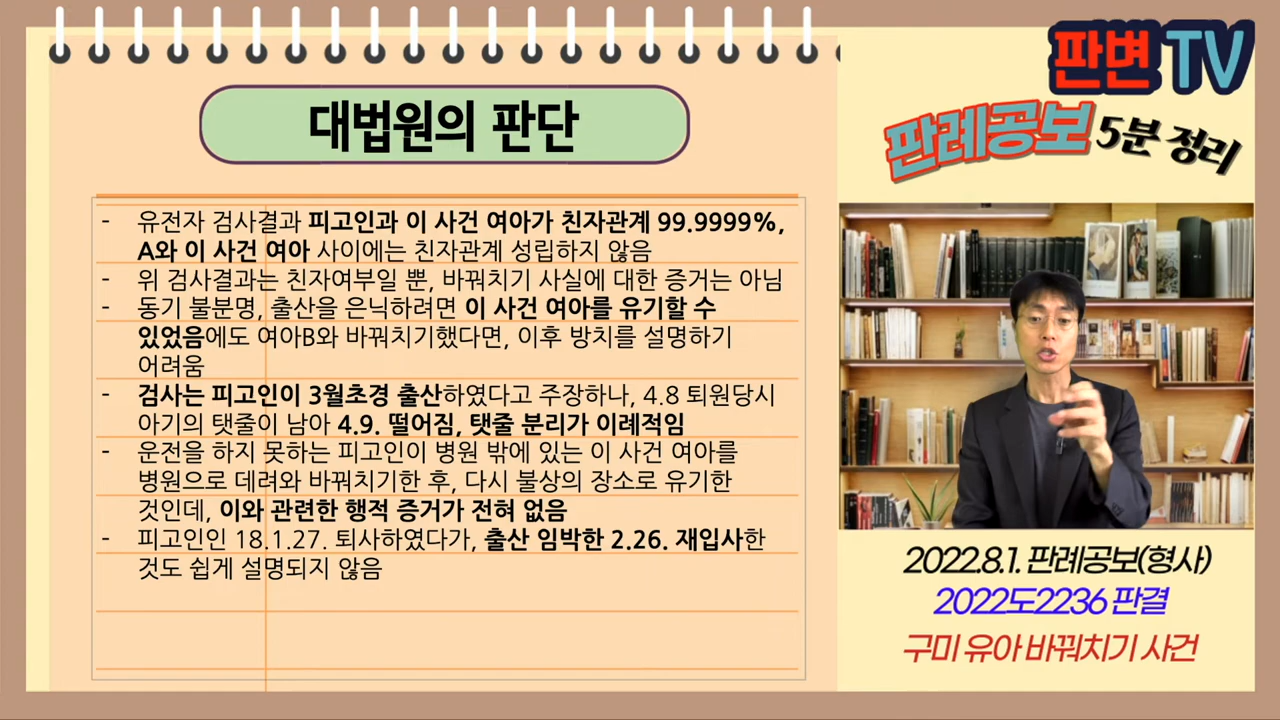 대법원의 판단
- 유전자 검사결과 피고인과 이 사건 여아가 친자관계 99.9999%,
A와 이 사건 여아 사이에는 친자관계 성립하지 않음
- 위 검사결과는 친자여부일 뿐, 바꿔치기 사실에 대한 증거는 아님
- 동기 불분명, 출산을 은닉하려면 이 사건 여아를 유기할 수
있었음에도 여아B와 바꿔치기했다면, 이후 방치를 설명하기
어려움
- 검사는 피고인이 3월초경 출산하였다고 주장하나, 4.8 퇴원당시
아기의 탯줄이 남아 4.9. 떨어짐, 탯줄 분리가 이례적임
- 운전을 하지 못하는 피고인이 병원 밖에 있는 이 사건 여아를
병원으로 데려와 바꿔치기한 후, 다시 불상의 장소로 유기한
것인데, 이와 관련한 행적 증거가 전혀 없음
- 피고인인 18.1.27. 퇴사하였다가, 출산 임박한 2.26. 재입사한
것도 쉽게 설명되지 않음
판변 TV
판례공보 5분 정리
2022.8.1. 판례공보(형사)
2022도2236 판결
구미 유아 바꿔치기 사건